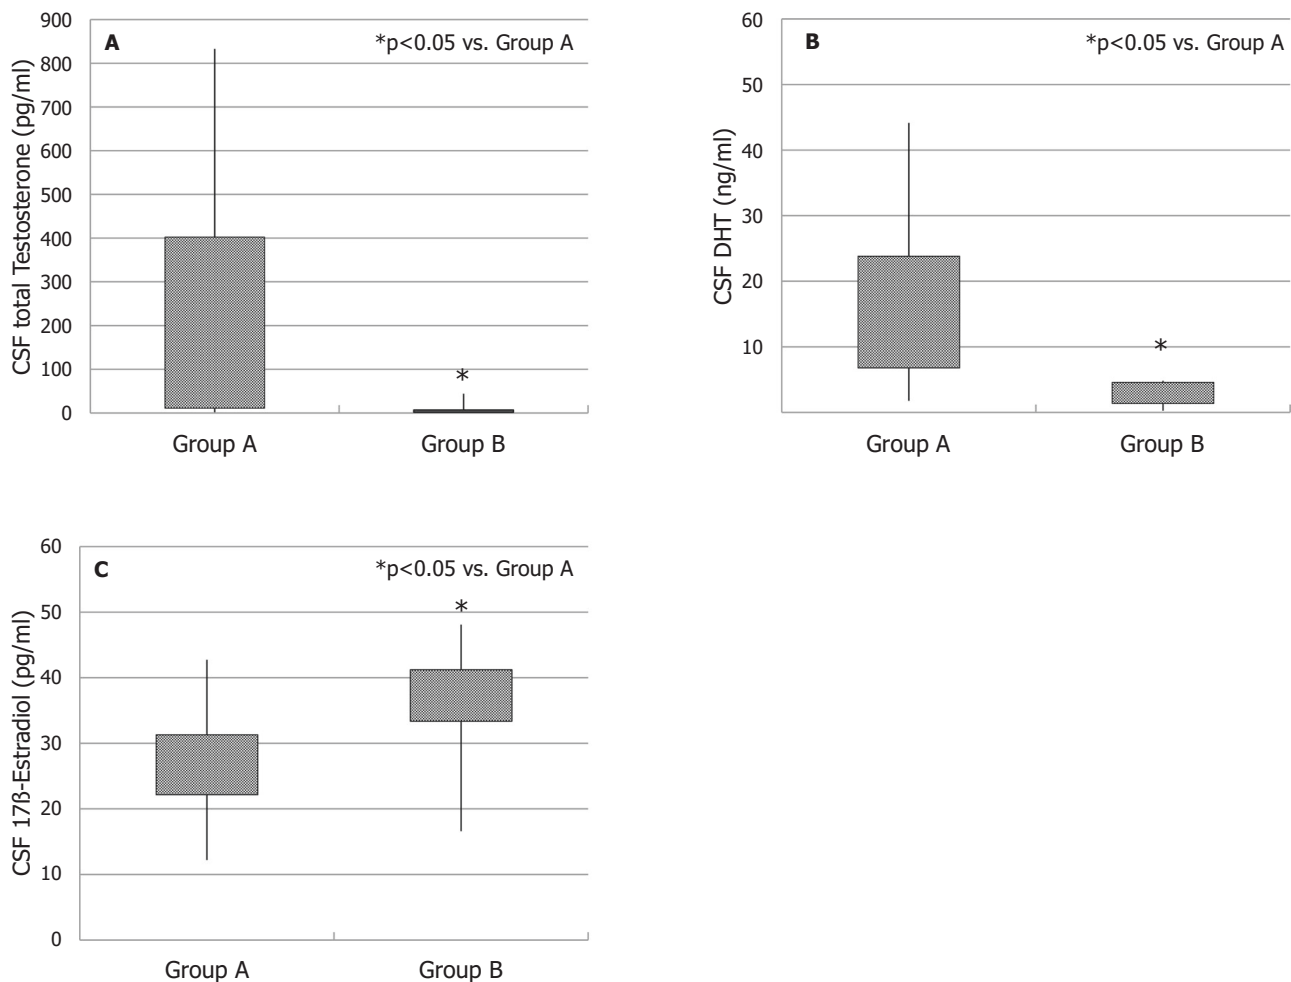 A
*p<0.05 vs. Group A
CSF total Testosterone (pg/ml)
900
800
700
600
500
400
300
200
100
0
*
Group A
Group B
B
*p<0.05 vs. Group A
CSF DHT (ng/ml)
60
50
40
30
20
10
*
Group A
Group B
C
*p<0.05 vs. Group A
CSF 17ß-Estradiol (pg/ml)
60
50
40
30
20
10
0
*
Group A
Group B